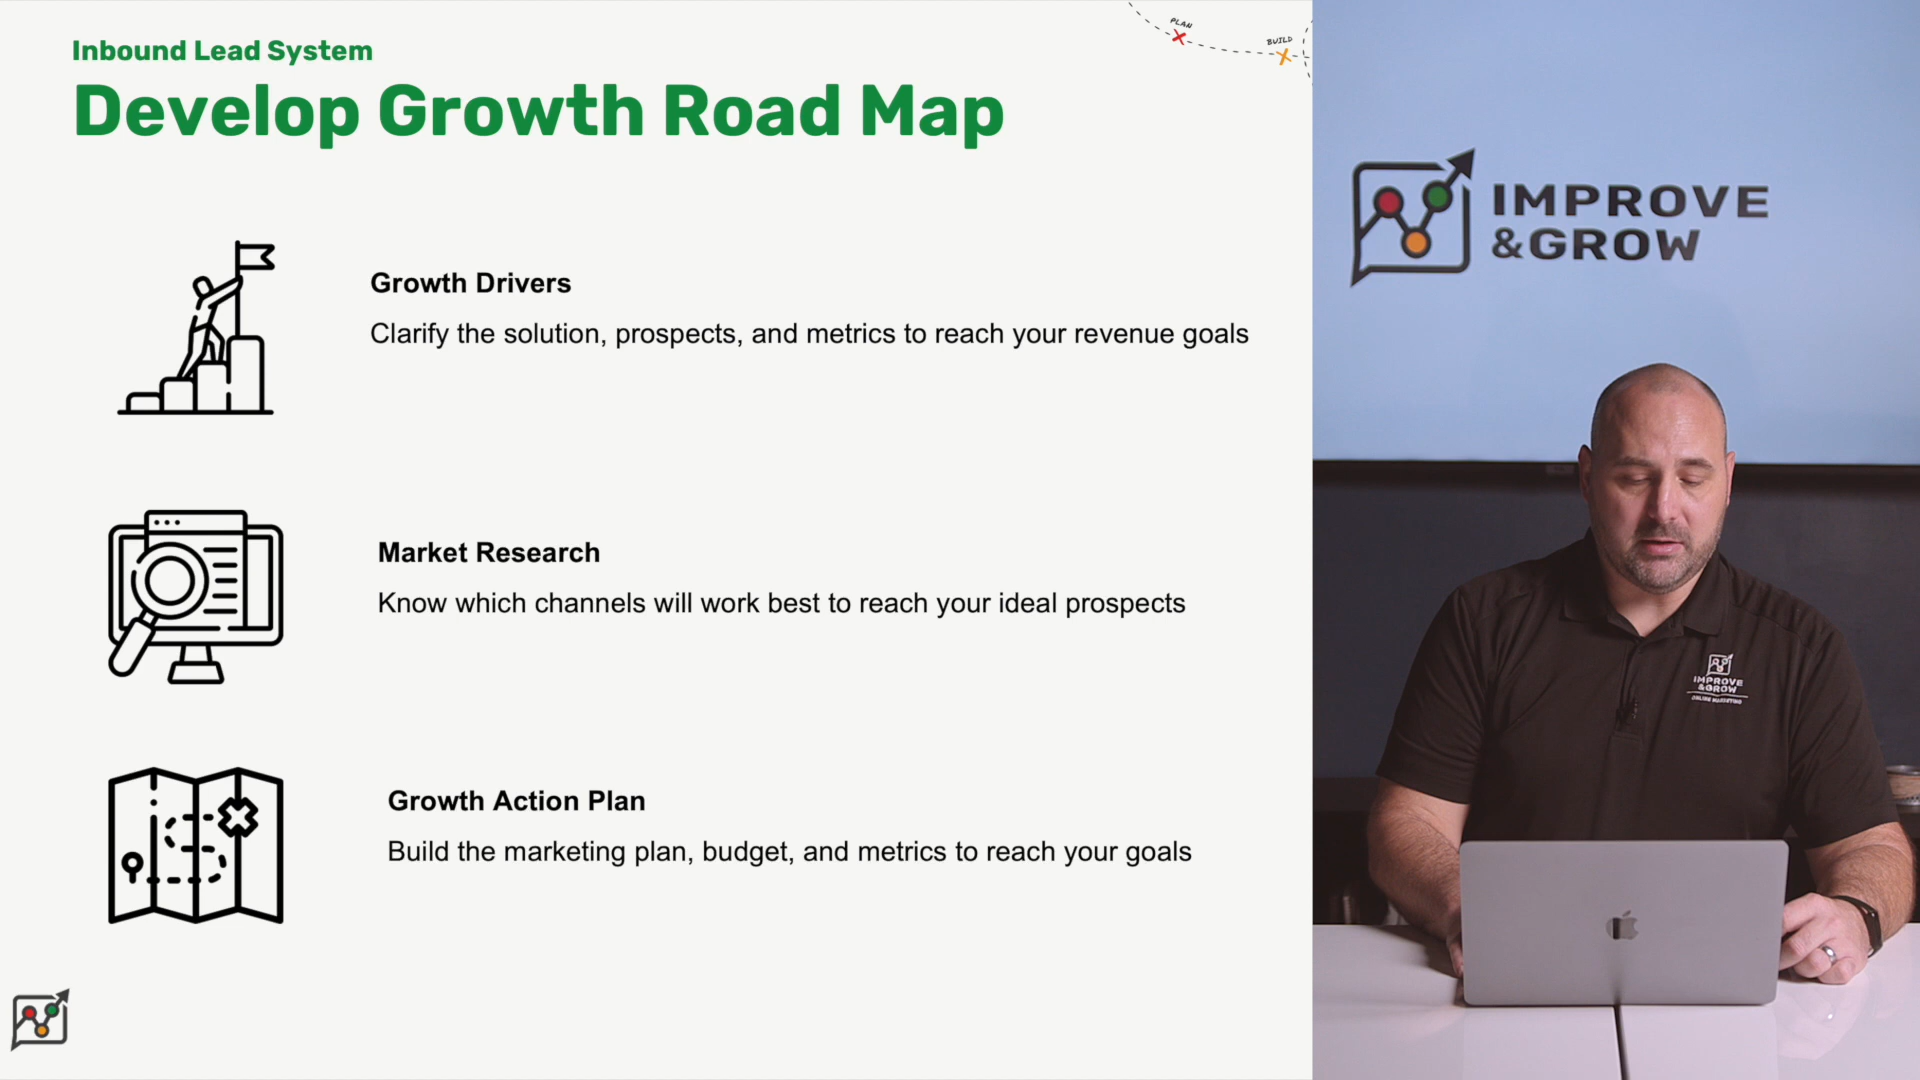 Inbound Lead System
Develop Growth Road Map
PLAN
BUILD
Growth Drivers
Clarify the solution, prospects, and metrics to reach your revenue goals
Market Research
Know which channels will work best to reach your ideal prospects
Growth Action Plan
Build the marketing plan, budget, and metrics to reach your goals
IMPROVE
&GROW
IMPROVE
&GROW
ONLINE MARKETING